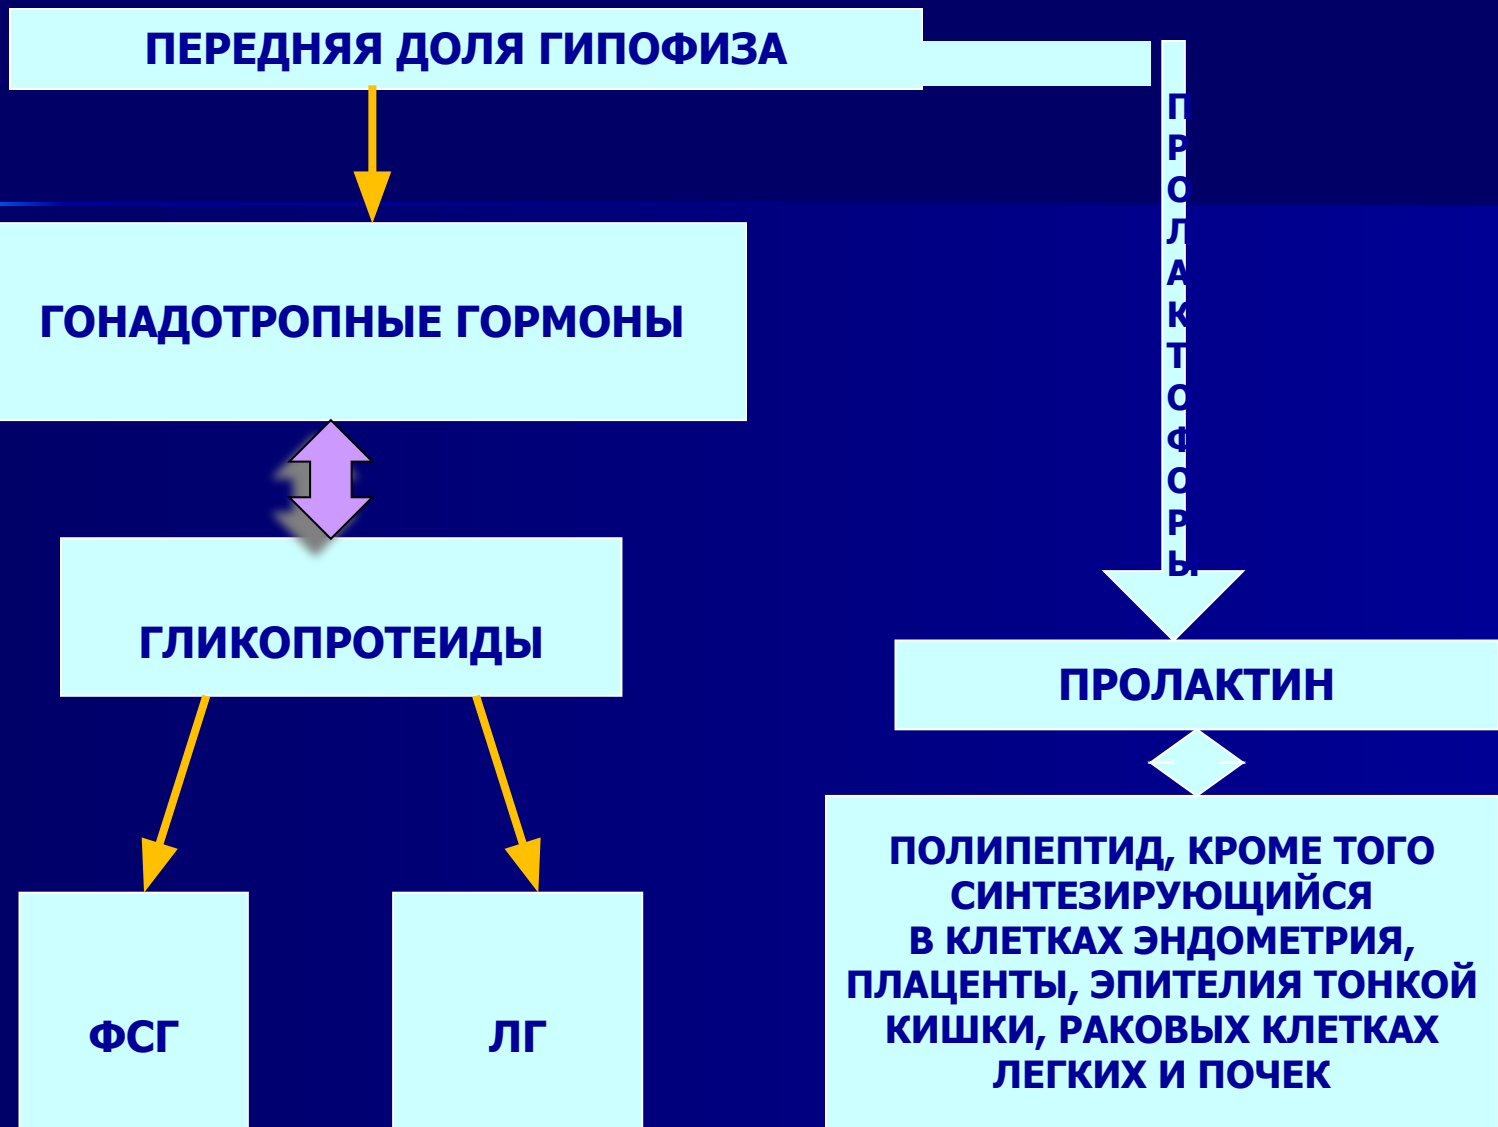 ПЕРЕДНЯЯ ДОЛЯ ГИПОФИЗА
ПРОЛАКТОФОРЫ
ГОНАДОТРОПНЫЕ ГОРМОНЫ
ГЛИКОПРОТЕИДЫ
ПРОЛАКТИН
ФСГ
ЛГ
ПОЛИПЕПТИД, КРОМЕ ТОГО
СИНТЕЗИРУЮЩИЙСЯ
В КЛЕТКАХ ЭНДОМЕТРИЯ,
ПЛАЦЕНТЫ, ЭПИТЕЛИЯ ТОНКОЙ
КИШКИ, РАКОВЫХ КЛЕТКАХ
ЛЕГКИХ И ПОЧЕК